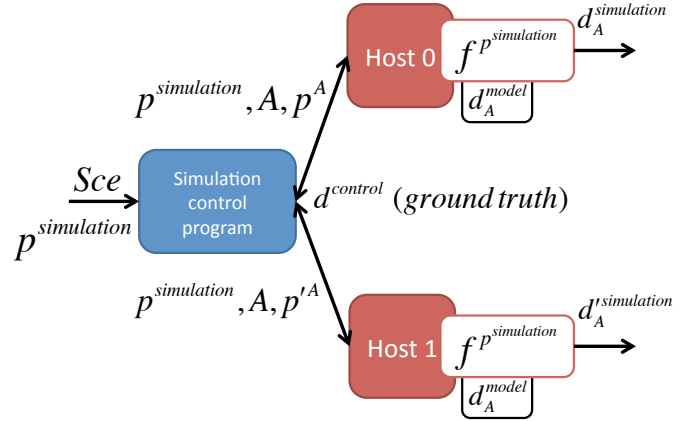 d_A^{simulation}
Host 0
f^{p^{simulation}}
d_A^{model}
p^{simulation}, A, p^A
Sce
p^{simulation}
Simulation
control
program
d^{control} (ground truth)
p^{simulation}, A, p'^A
d'_A^{simulation}
Host 1
f^{p^{simulation}}
d_A^{model}